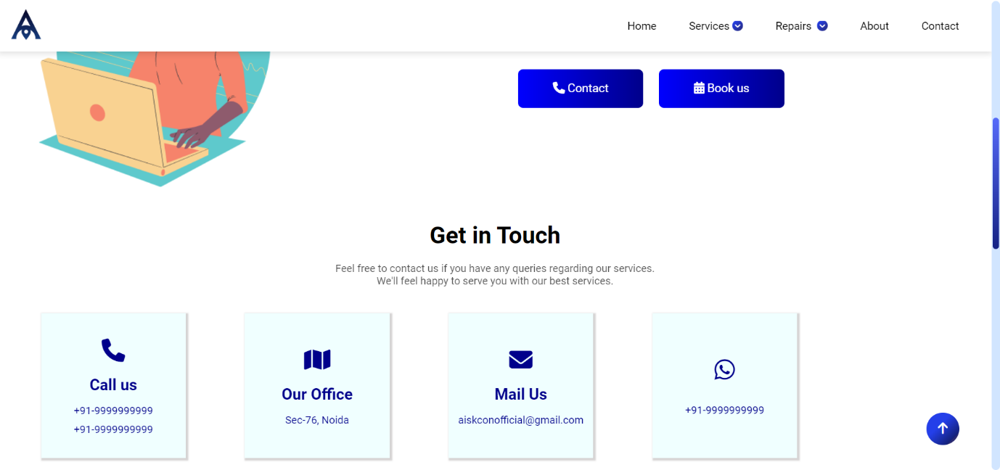 Home Services Repairs About Contact
Contact Book us
Get in Touch
Feel free to contact us if you have any queries regarding our services.
We'll feel happy to serve you with our best services.
Call us
+91-9999999999
+91-9999999999
Our Office
Sec-76, Noida
Mail Us
aiskconofficial@gmail.com
+91-9999999999